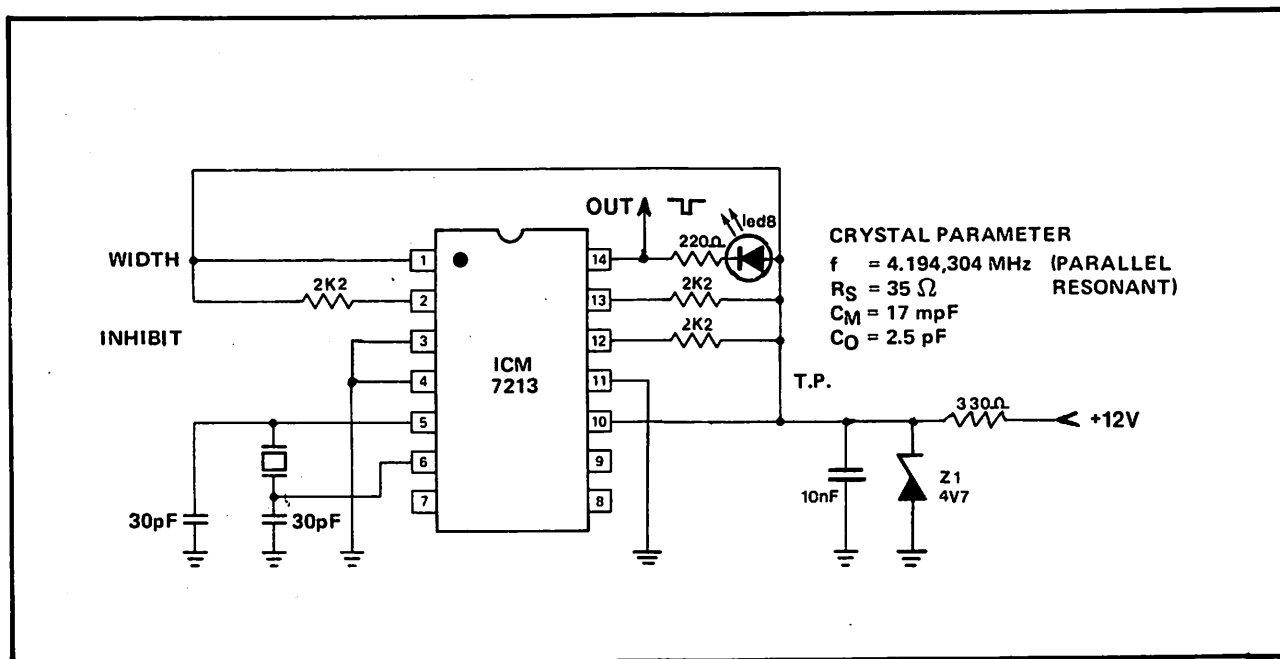 OUT
led8
220Ω
CRYSTAL PARAMETER
f = 4.194,304 MHz (PARALLEL
RESONANT)
RS = 35 Ω
CM = 17 mpF
CO = 2.5 pF
WIDTH
1
14
2K2
2
13
2K2
INHIBIT
3
12
2K2
ICM
7213
4
11
T.P.
5
10
330Ω
+12V
6
9
10nF
Z1
4V7
7
8
30pF
30pF